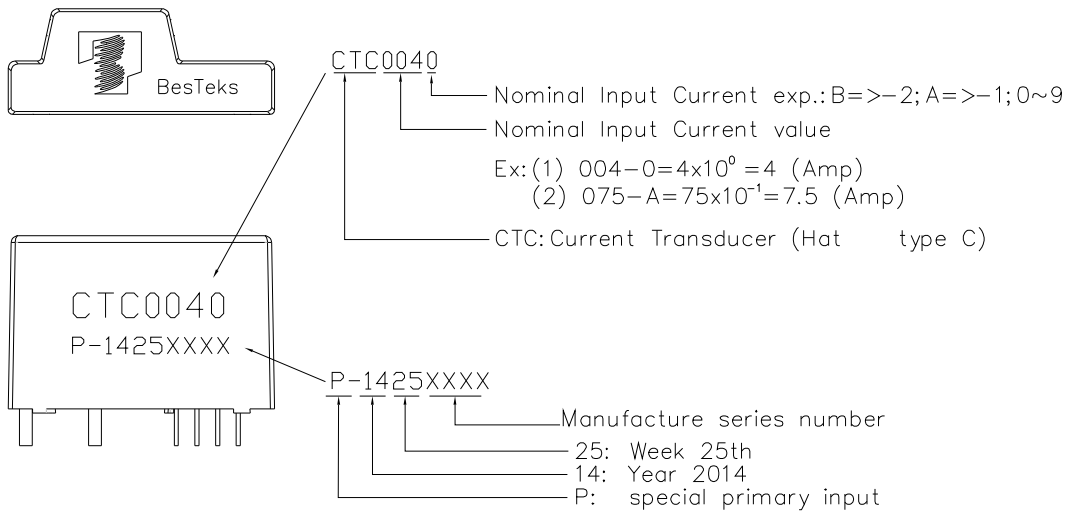 BesTeks
CTC0040
Nominal Input Current exp.:B=>-2;A=>-1;0~9
Nominal Input Current value
Ex:(1) 004-0=4x10⁰=4 (Amp)
(2) 075-A=75x10⁻¹=7.5 (Amp)
CTC:Current Transducer (Hat type C)
CTC0040
P-1425XXXX
P-1425XXXX
Manufacture series number
25: Week 25th
14: Year 2014
P: special primary input